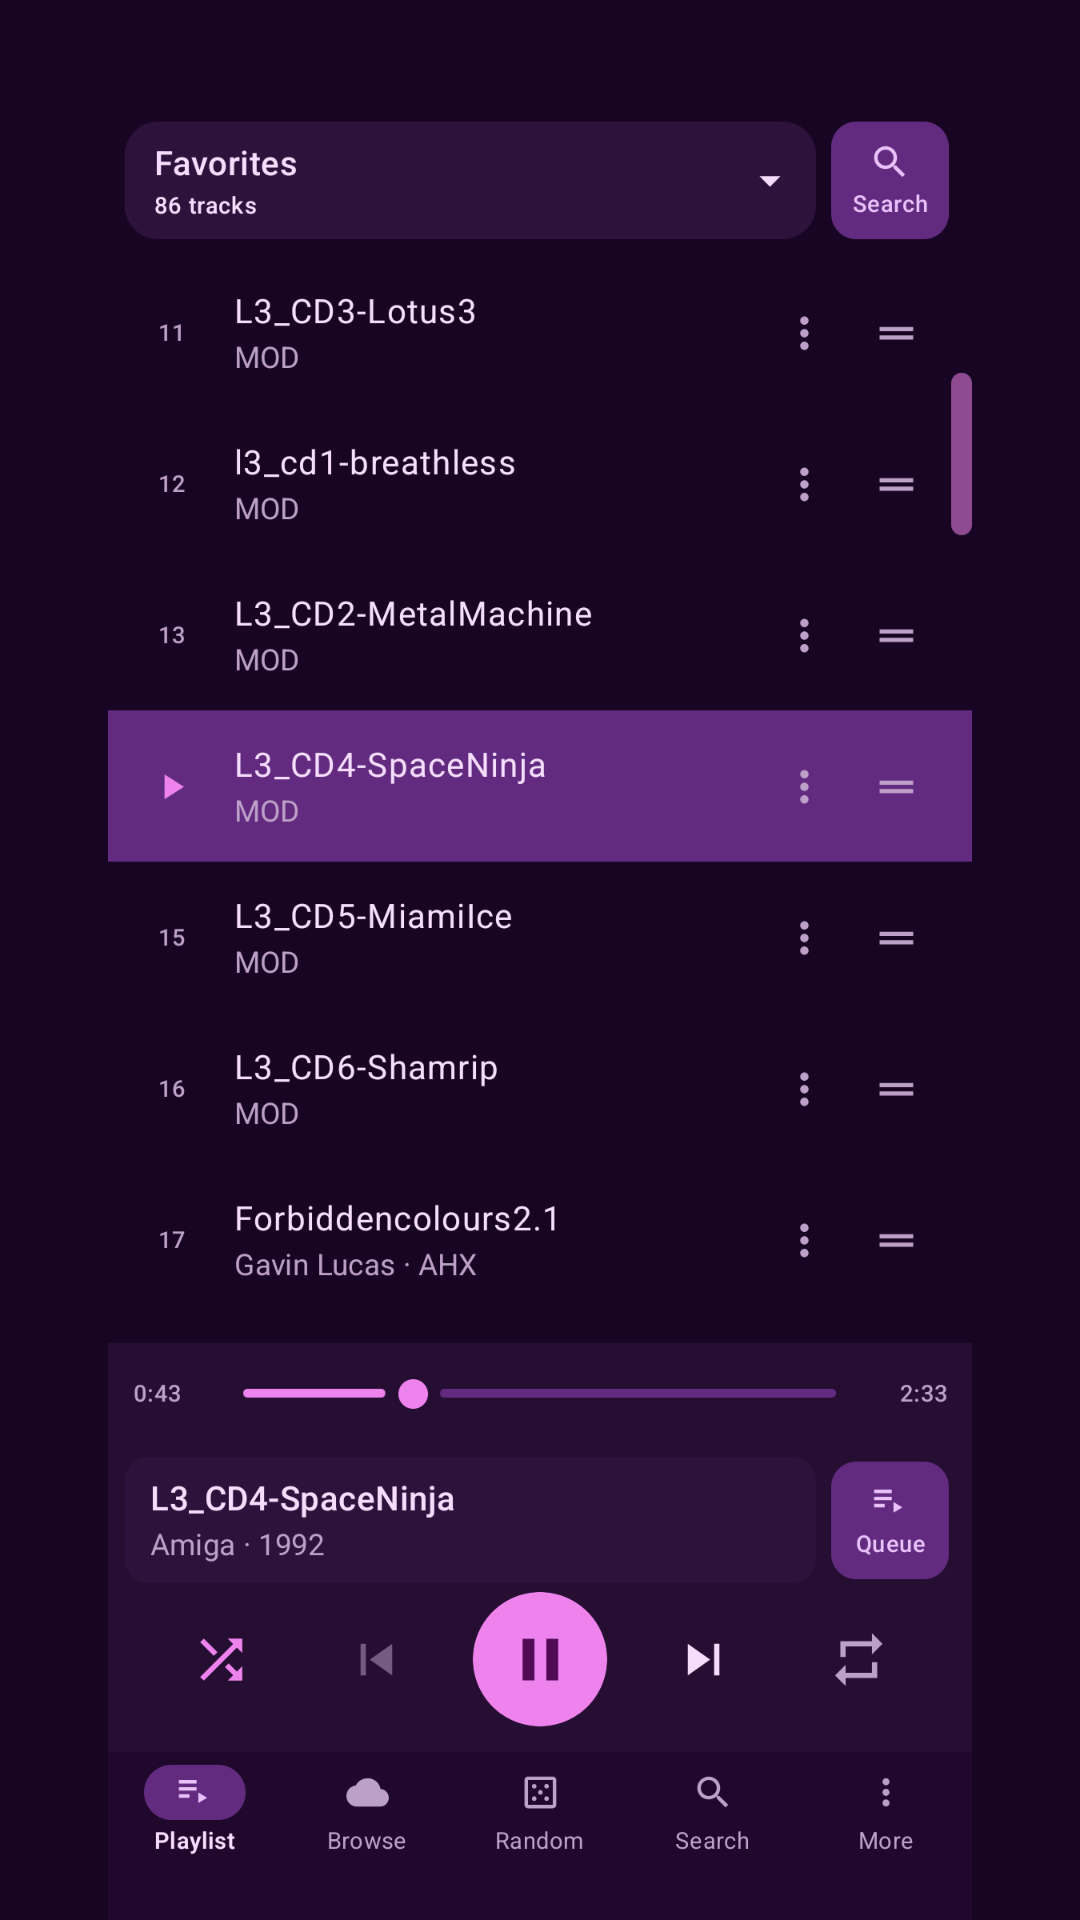 Favorites
86 tracks
Search
11
L3_CD3-Lotus3
MOD
12
l3_cd1-breathless
MOD
13
L3_CD2-MetalMachine
MOD
L3_CD4-SpaceNinja
MOD
15
L3_CD5-MiamiIce
MOD
16
L3_CD6-Shamrip
MOD
17
Forbiddencolours2.1
Gavin Lucas · AHX
0:43
2:33
L3_CD4-SpaceNinja
Amiga · 1992
Queue
Playlist
Browse
Random
Search
More